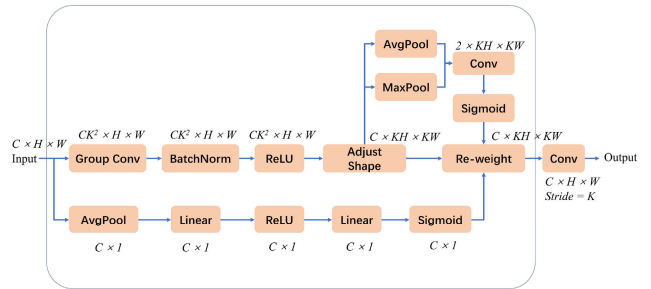 AvgPool
2 × KH × KW
Conv
MaxPool
Sigmoid
C × H × W
CK² × H × W
CK² × H × W
CK² × H × W
C × KH × KW
C × KH × KW
Input
Group Conv
BatchNorm
ReLU
Adjust
Shape
Re-weight
Conv
Output
C × H × W
Stride = K
AvgPool
Linear
ReLU
Linear
Sigmoid
C × 1
C × 1
C × 1
C × 1
C × 1